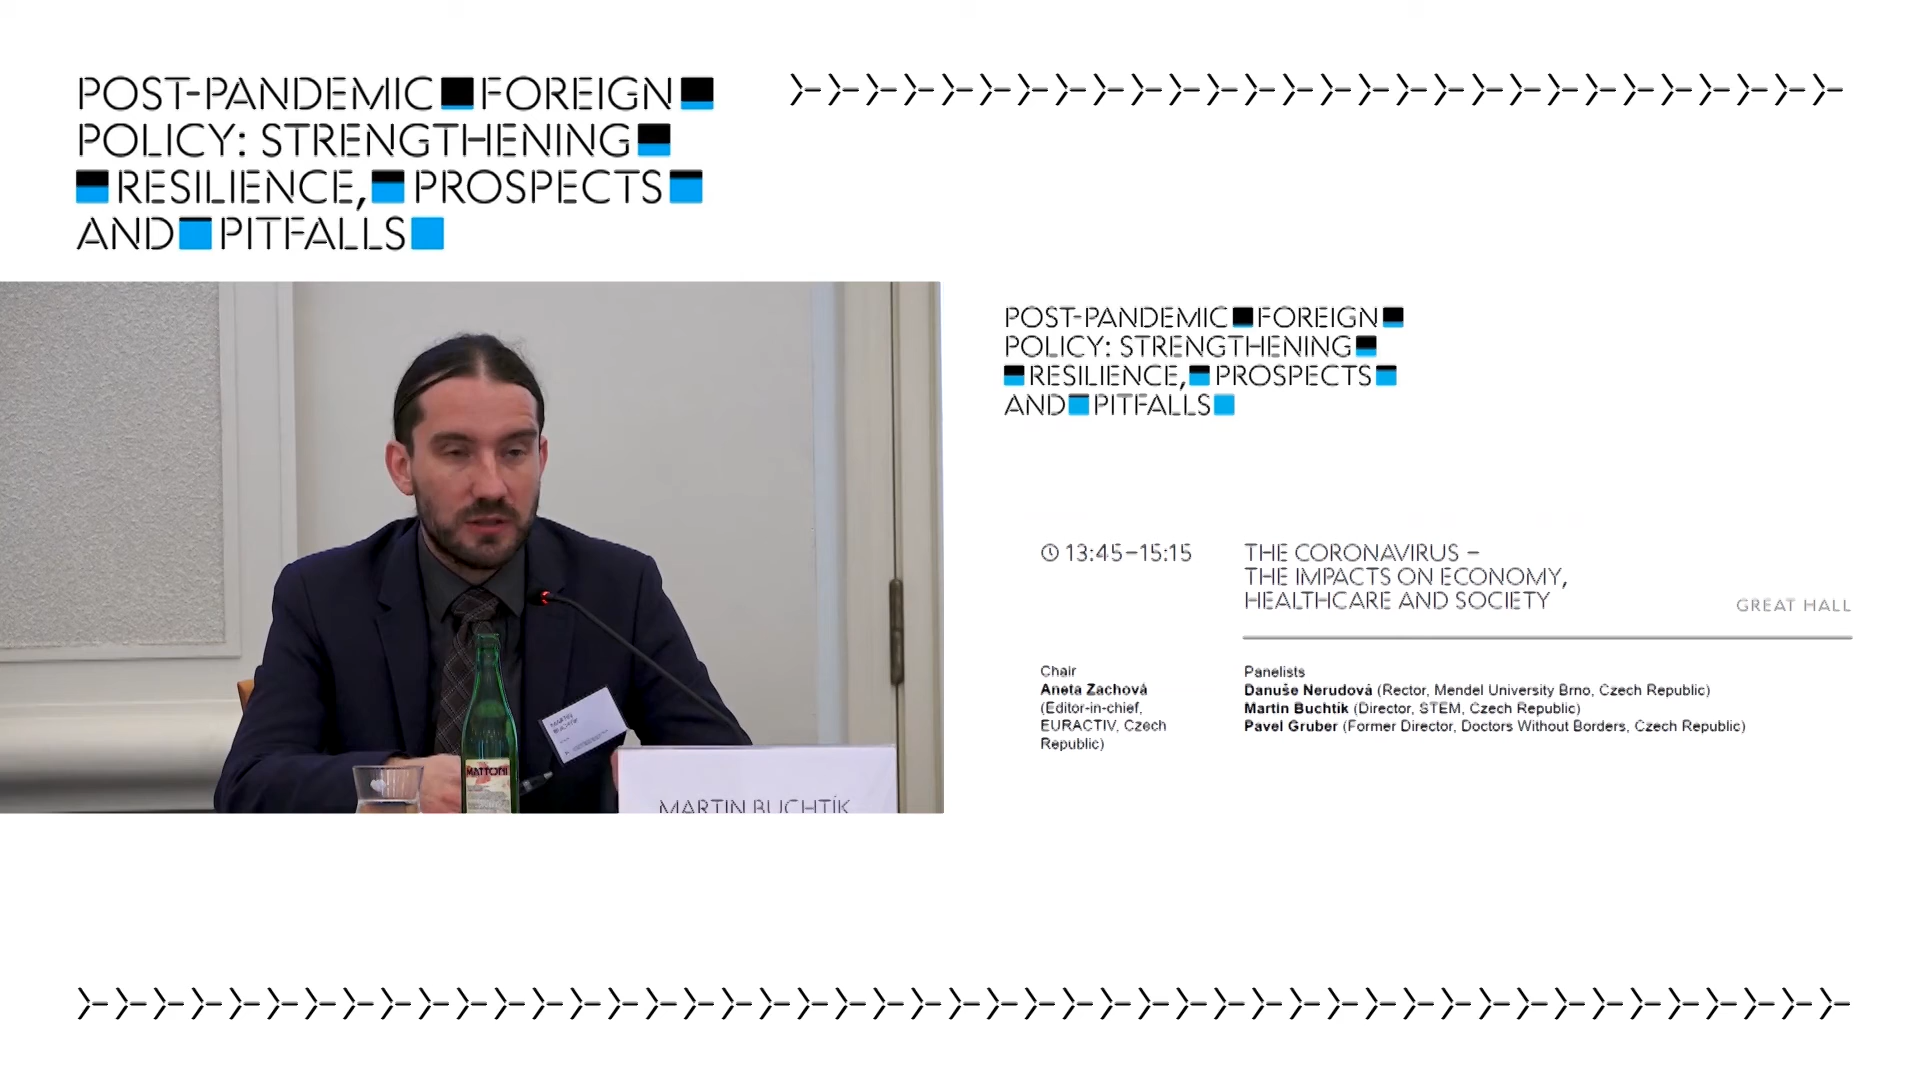 POST-PANDEMIC FOREIGN
POLICY: STRENGTHENING
RESILIENCE, PROSPECTS
AND PITFALLS
POST-PANDEMIC FOREIGN
POLICY: STRENGTHENING
RESILIENCE, PROSPECTS
AND PITFALLS
13:45–15:15
THE CORONAVIRUS –
THE IMPACTS ON ECONOMY,
HEALTHCARE AND SOCIETY
GREAT HALL
Chair
Aneta Zachová
(Editor-in-chief,
EURACTIV, Czech
Republic)
Panelists
Danuše Nerudová (Rector, Mendel University Brno, Czech Republic)
Martin Buchtík (Director, STEM, Czech Republic)
Pavel Gruber (Former Director, Doctors Without Borders, Czech Republic)
MARTIN
BUCHTÍK
MATTONI
MARTIN BUCHTÍK